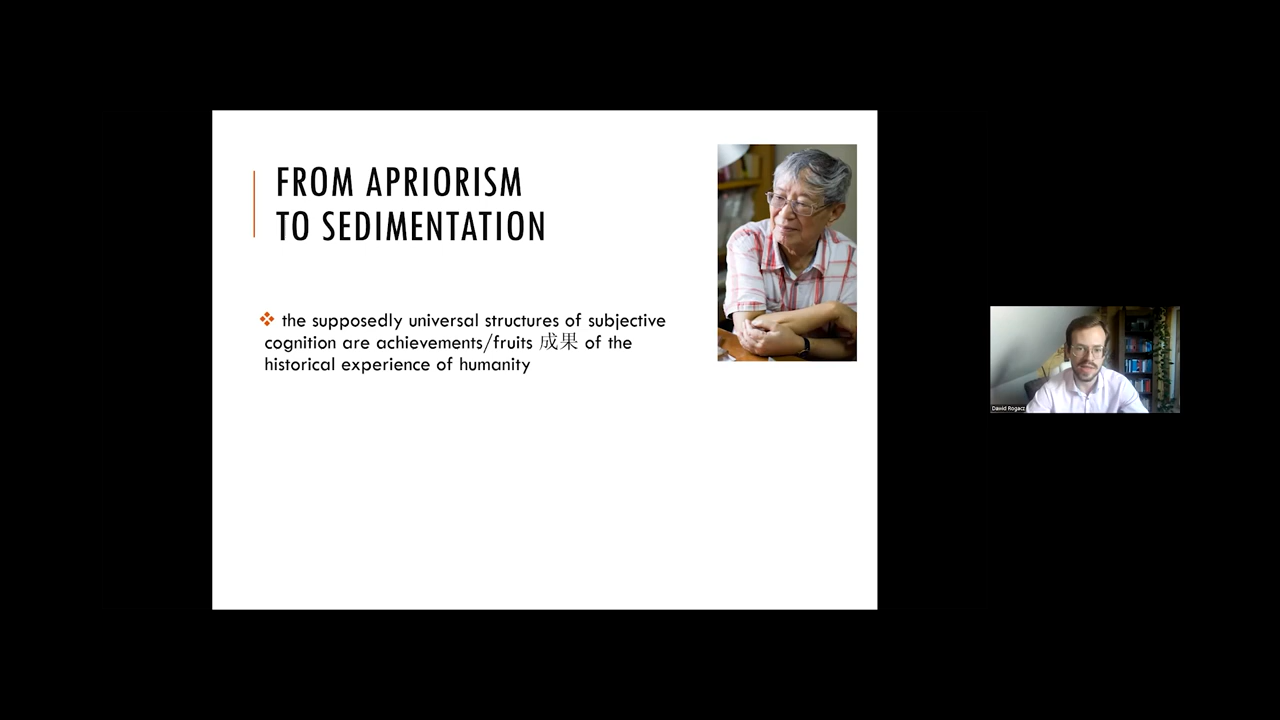 FROM APRIORISM
TO SEDIMENTATION
the supposedly universal structures of subjective
cognition are achievements/fruits 成果 of the
historical experience of humanity
Dawid Rogacz